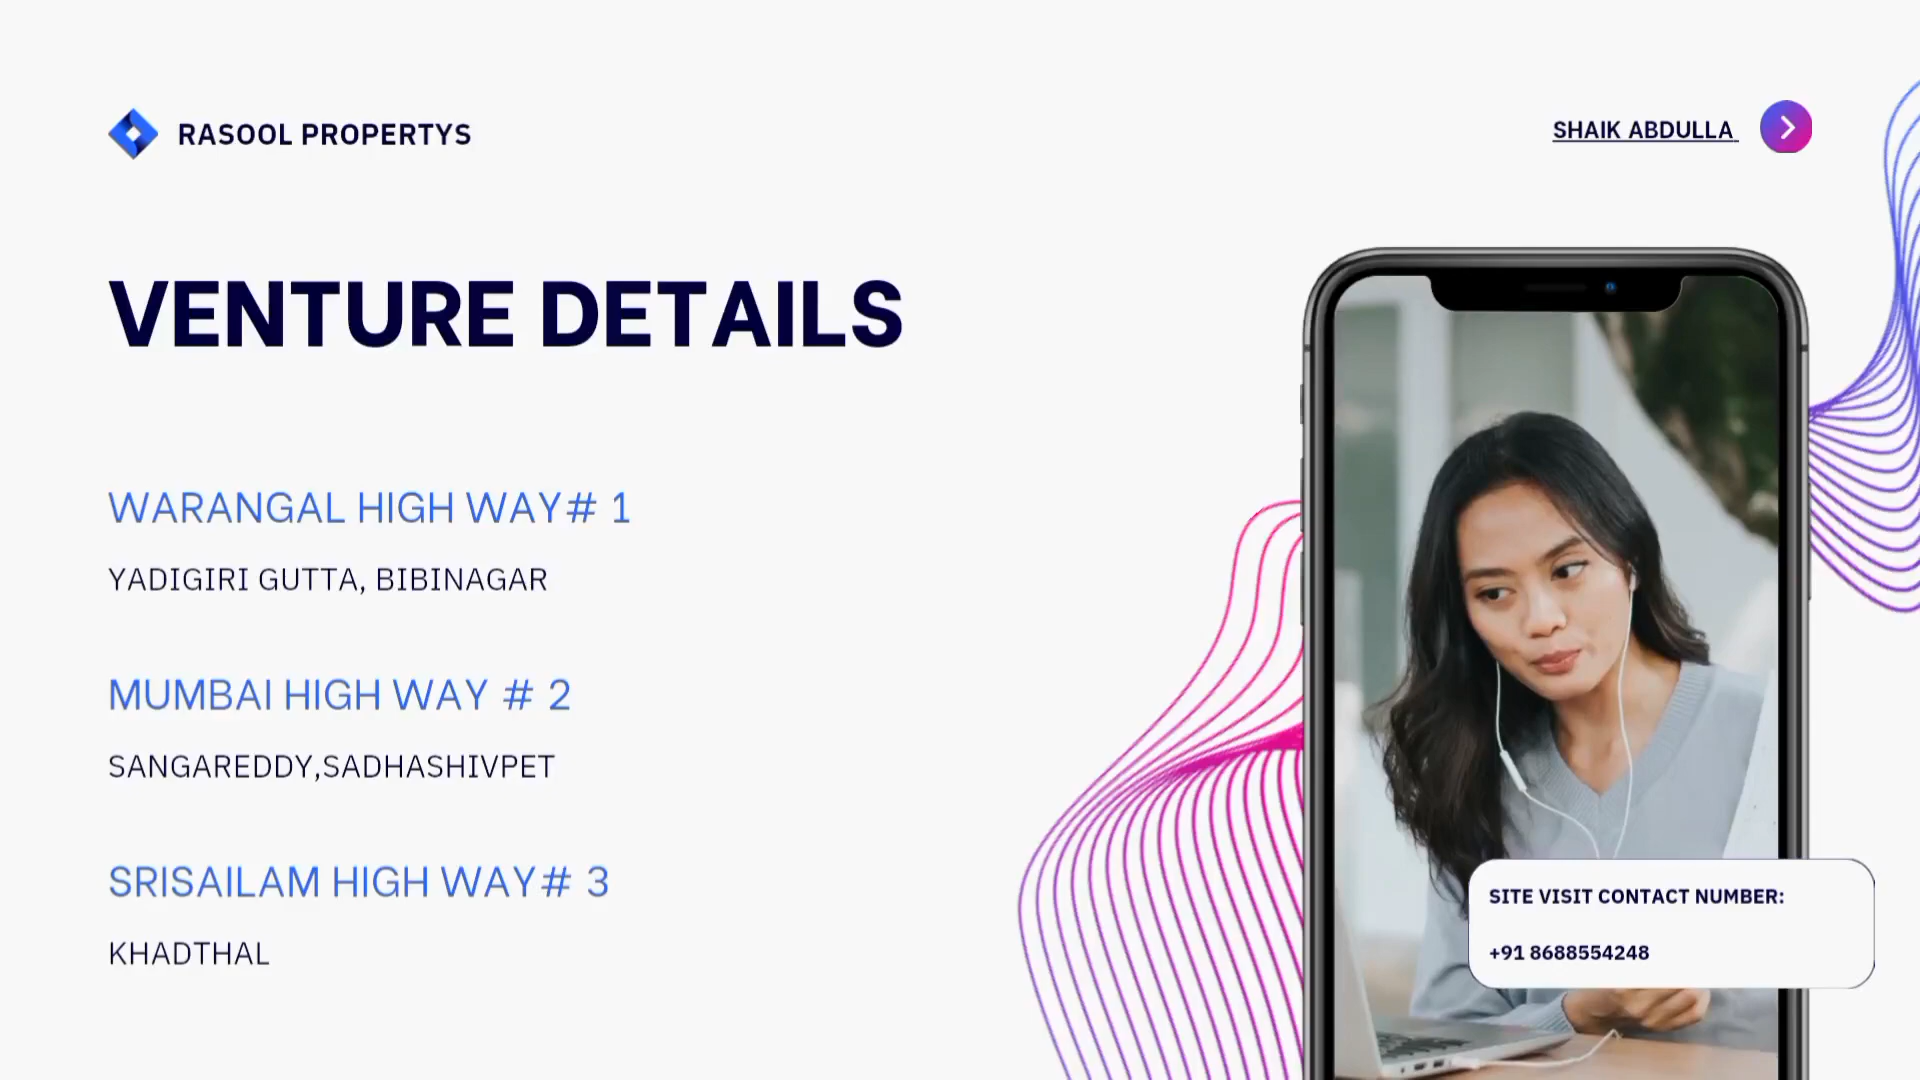 RASOOL PROPERTYS
SHAIK ABDULLA
VENTURE DETAILS
WARANGAL HIGH WAY# 1
YADIGIRI GUTTA, BIBINAGAR
MUMBAI HIGH WAY # 2
SANGAREDDY,SADHASHIVPET
SRISAILAM HIGH WAY# 3
KHADTHAL
SITE VISIT CONTACT NUMBER:
+91 8688554248